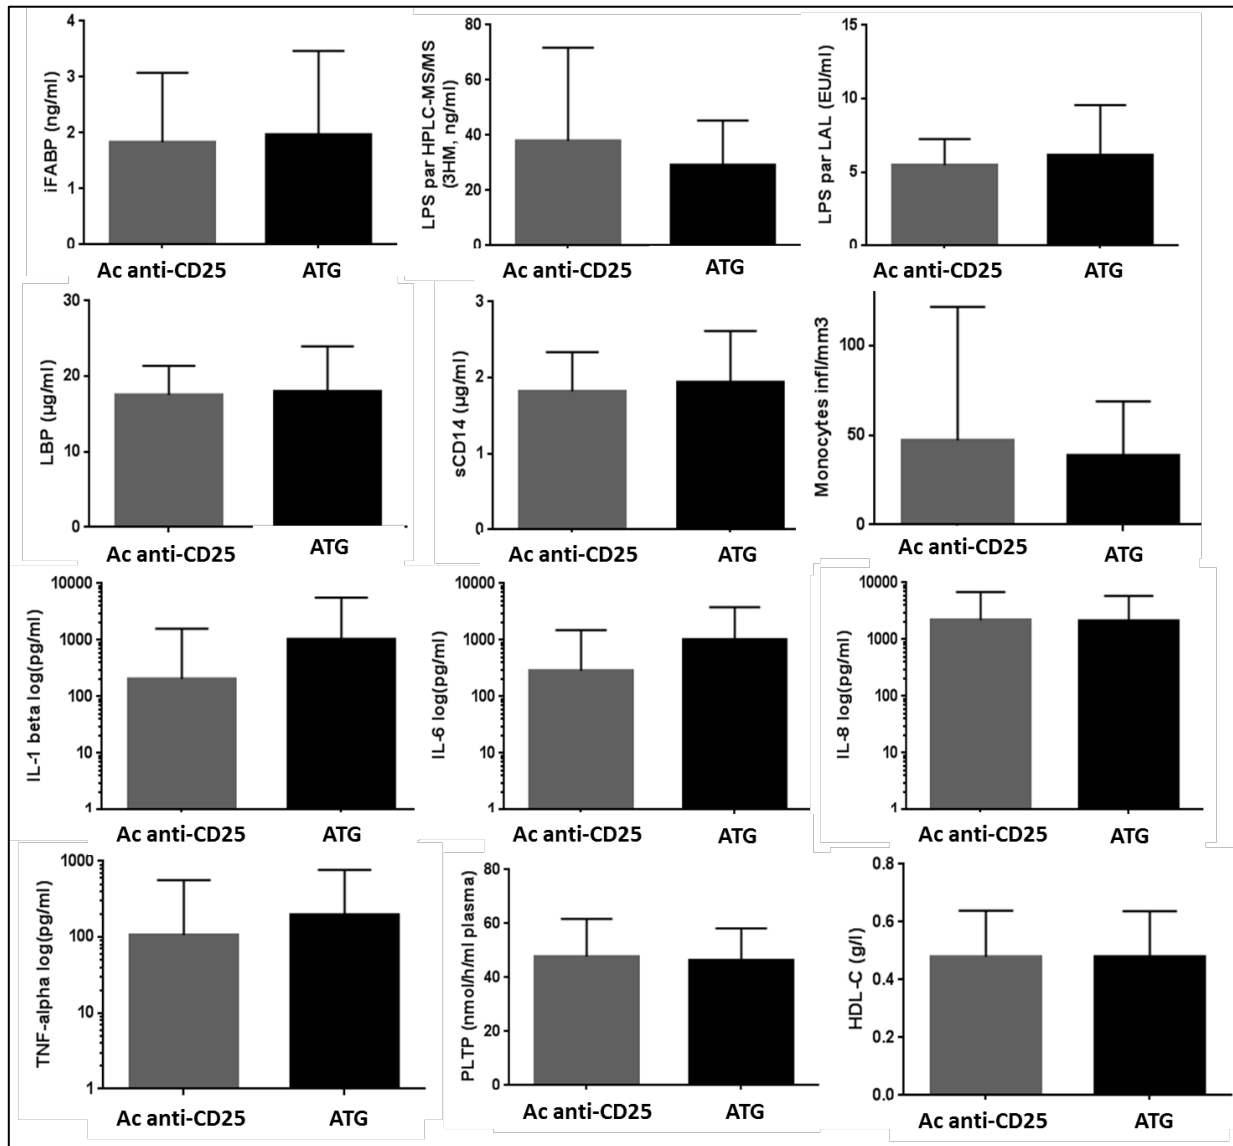 iFABP (ng/ml)
4
3
2
1
0
Ac anti-CD25
ATG
LPS par HPLC-MS/MS
(3HM, ng/ml)
80
60
40
20
0
Ac anti-CD25
ATG
LPS par LAL (EU/ml)
15
10
5
0
Ac anti-CD25
ATG
LBP (µg/ml)
30
20
10
0
Ac anti-CD25
ATG
sCD14 (µg/ml)
3
2
1
0
Ac anti-CD25
ATG
Monocytes infl/mm3
100
50
0
Ac anti-CD25
ATG
IL-1 beta log(pg/ml)
10000
1000
100
10
1
Ac anti-CD25
ATG
IL-6 log(pg/ml)
10000
1000
100
10
1
Ac anti-CD25
ATG
IL-8 log(pg/ml)
10000
1000
100
10
1
Ac anti-CD25
ATG
TNF-alpha log(pg/ml)
1000
100
10
1
Ac anti-CD25
ATG
PLTP (nmol/h/ml plasma)
80
60
40
20
0
Ac anti-CD25
ATG
HDL-C (g/l)
0.8
0.6
0.4
0.2
0.0
Ac anti-CD25
ATG